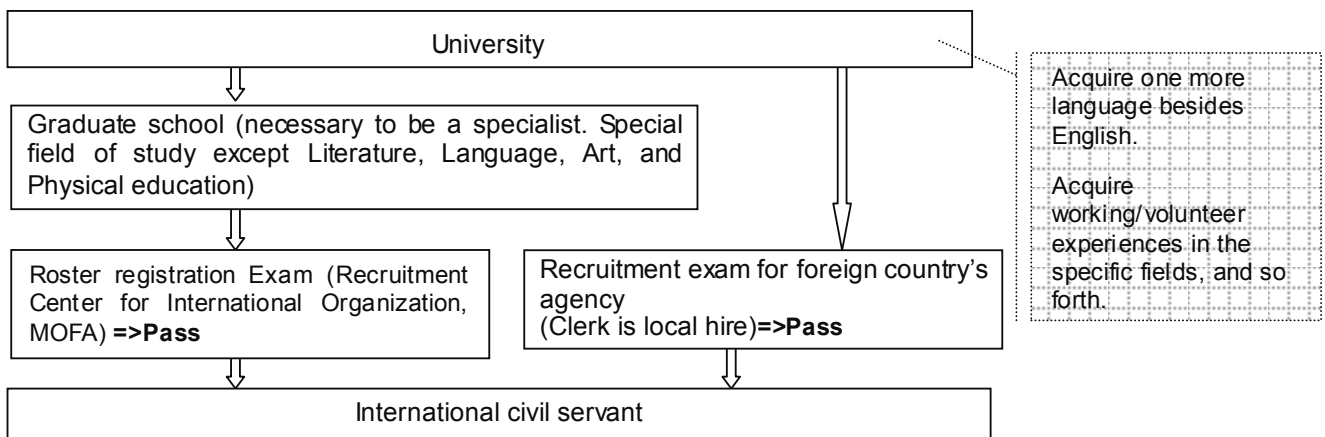 University
Acquire one more
language besides
English.
Acquire
working/volunteer
experiences in the
specific fields, and so
forth.
Graduate school (necessary to be a specialist. Special
field of study except Literature, Language, Art, and
Physical education)
Roster registration Exam (Recruitment
Center for International Organization,
MOFA) =>Pass
Recruitment exam for foreign country's
agency
(Clerk is local hire)=>Pass
International civil servant